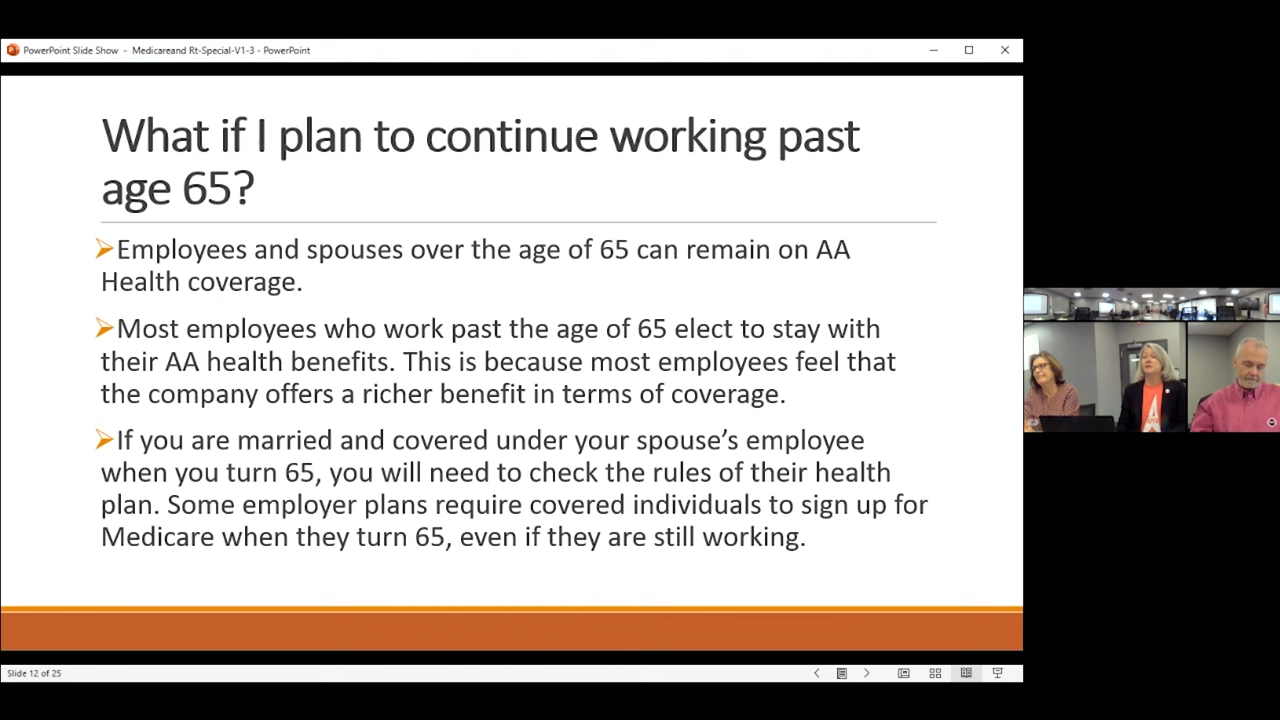 PowerPoint Slide Show - Medicareand Rt-Special-V1-3 - PowerPoint
What if I plan to continue working past
age 65?
Employees and spouses over the age of 65 can remain on AA
Health coverage.
Most employees who work past the age of 65 elect to stay with
their AA health benefits. This is because most employees feel that
the company offers a richer benefit in terms of coverage.
If you are married and covered under your spouse’s employee
when you turn 65, you will need to check the rules of their health
plan. Some employer plans require covered individuals to sign up for
Medicare when they turn 65, even if they are still working.
Slide 12 of 25